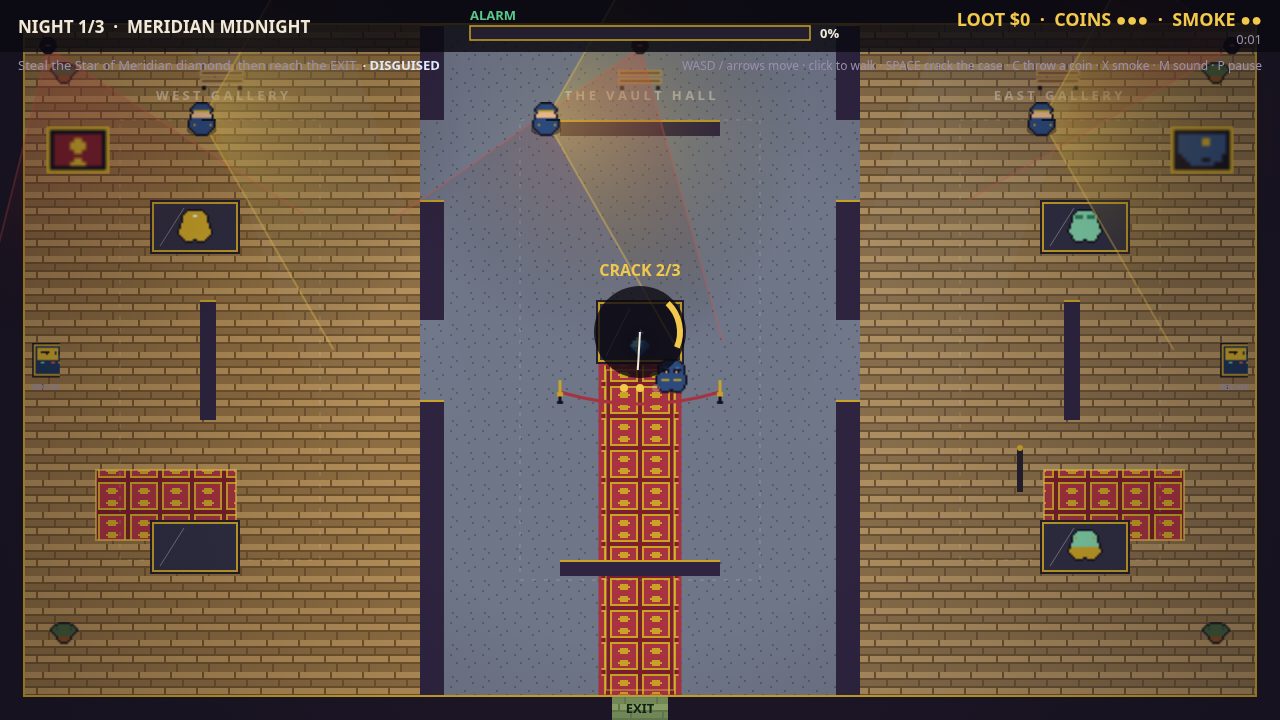 NIGHT 1/3 · MERIDIAN MIDNIGHT
ALARM
0%
LOOT $0 · COINS ●●● · SMOKE ●●
0:01
Steal the Star of Meridian diamond, then reach the EXIT. · DISGUISED
WASD / arrows move · click to walk · SPACE crack the case · C throw a coin · X smoke · M sound · P pause
WEST GALLERY
THE VAULT HALL
EAST GALLERY
CRACK 2/3
EXIT